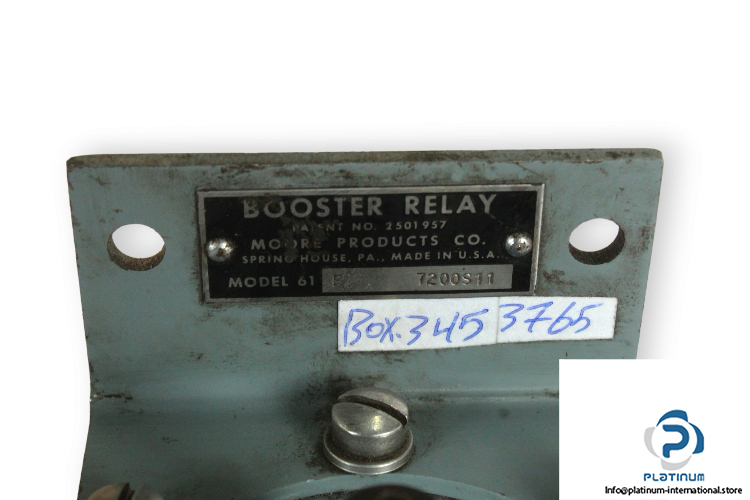 BOOSTER RELAY
PATENT NO. 2501957
MOORE PRODUCTS CO.
SPRING HOUSE, PA., MADE IN U.S.A.
MODEL 61 7200S11
BOX.345 3765
PLATINUM
Info@platinum-international.store